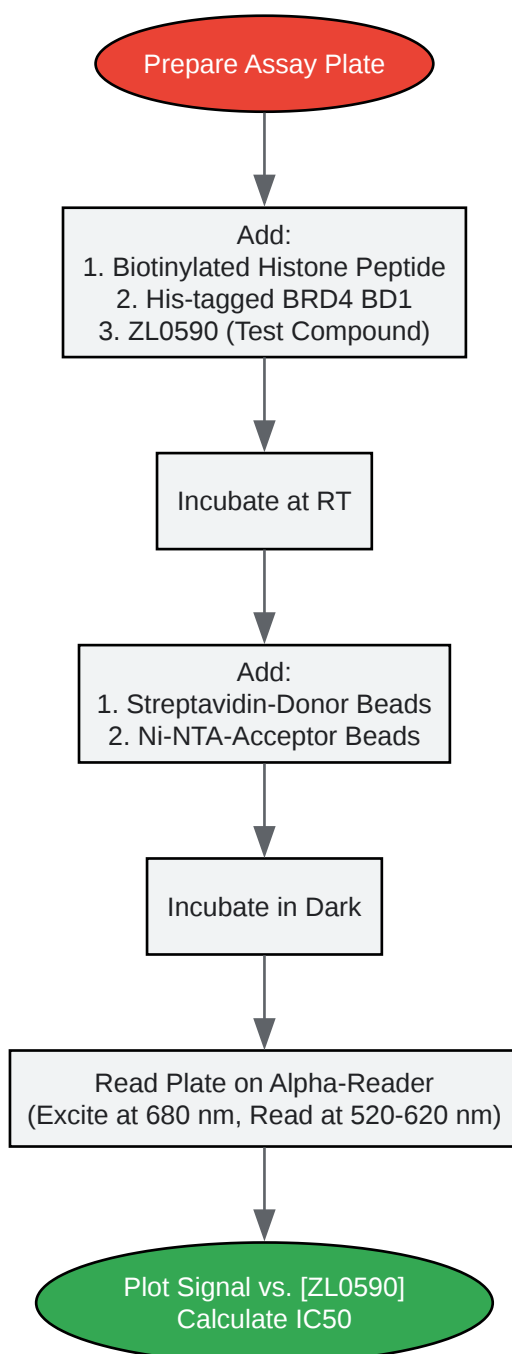 Prepare Assay Plate
Add:
1. Biotinylated Histone Peptide
2. His-tagged BRD4 BD1
3. ZL0590 (Test Compound)
Incubate at RT
Add:
1. Streptavidin-Donor Beads
2. Ni-NTA-Acceptor Beads
Incubate in Dark
Read Plate on Alpha-Reader
(Excite at 680 nm, Read at 520-620 nm)
Plot Signal vs. [ZL0590]
Calculate IC50